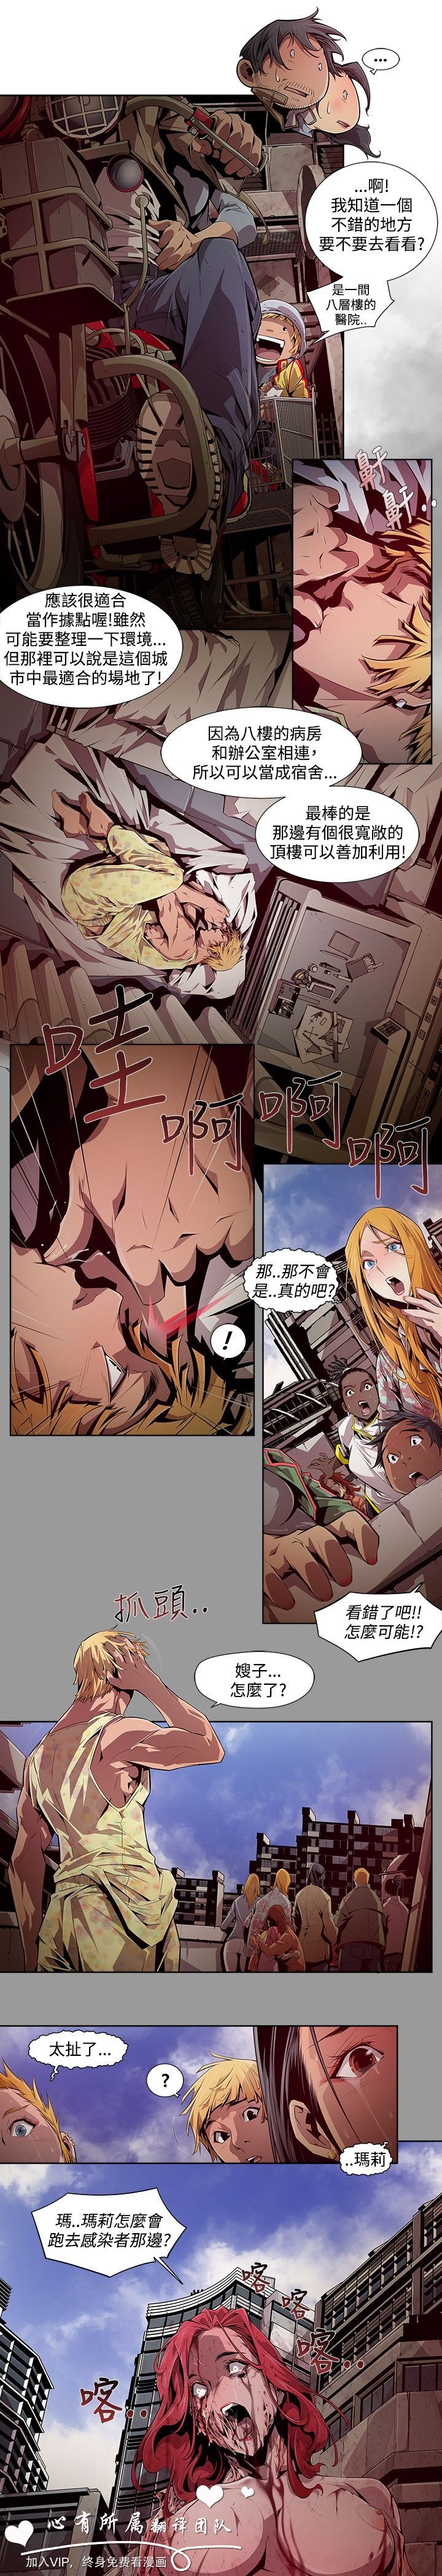 ...
...啊!
我知道一個
不錯的地方
要不要去看看?
是一間
八層樓的
醫院..
鼾
鼾..
應該很適合
當作據點喔!雖然
可能要整理一下環境...
但那裡可以說是這個城
市中最適合的場地了!
因為八樓的病房
和辦公室相連,
所以可以當成宿舍...
最棒的是
那邊有個很寬敞的
頂樓可以善加利用!
哇
啊
啊
啊
!
那..那不會
是..真的吧?
看錯了吧!!
怎麼可能!?
抓頭..
嫂子...
怎麼了?
太扯了...
?
..瑪莉
瑪..瑪莉怎麼會
跑去感染者那邊?
喀
喀
喀..
喀..
心有所属翻译团队
加入VIP，终身免费看漫画